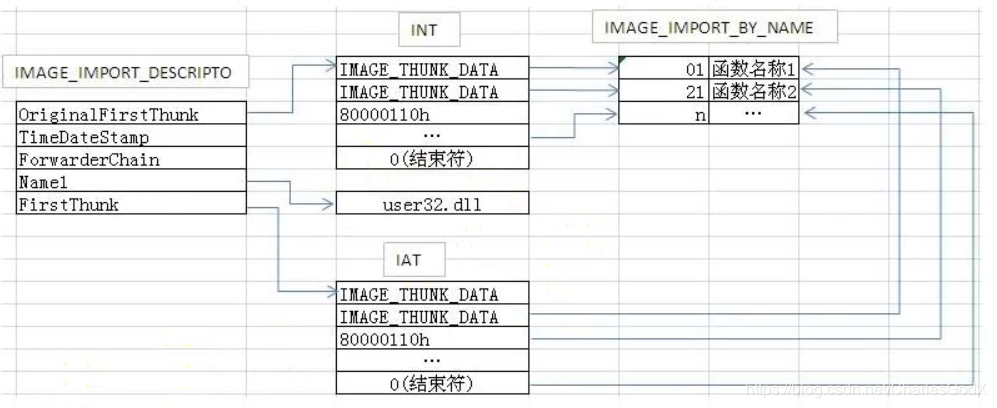 INT
IMAGE_IMPORT_BY_NAME
IMAGE_IMPORT_DESCRIPTO
IMAGE_THUNK_DATA
01 函数名称1
IMAGE_THUNK_DATA
21 函数名称2
OriginalFirstThunk
80000110h
n …
TimeDateStamp
…
ForwarderChain
0(结束符)
Name1
FirstThunk
user32.dll
IAT
IMAGE_THUNK_DATA
IMAGE_THUNK_DATA
80000110h
…
0(结束符)
https://blog.csdn.net/CharlesGodX